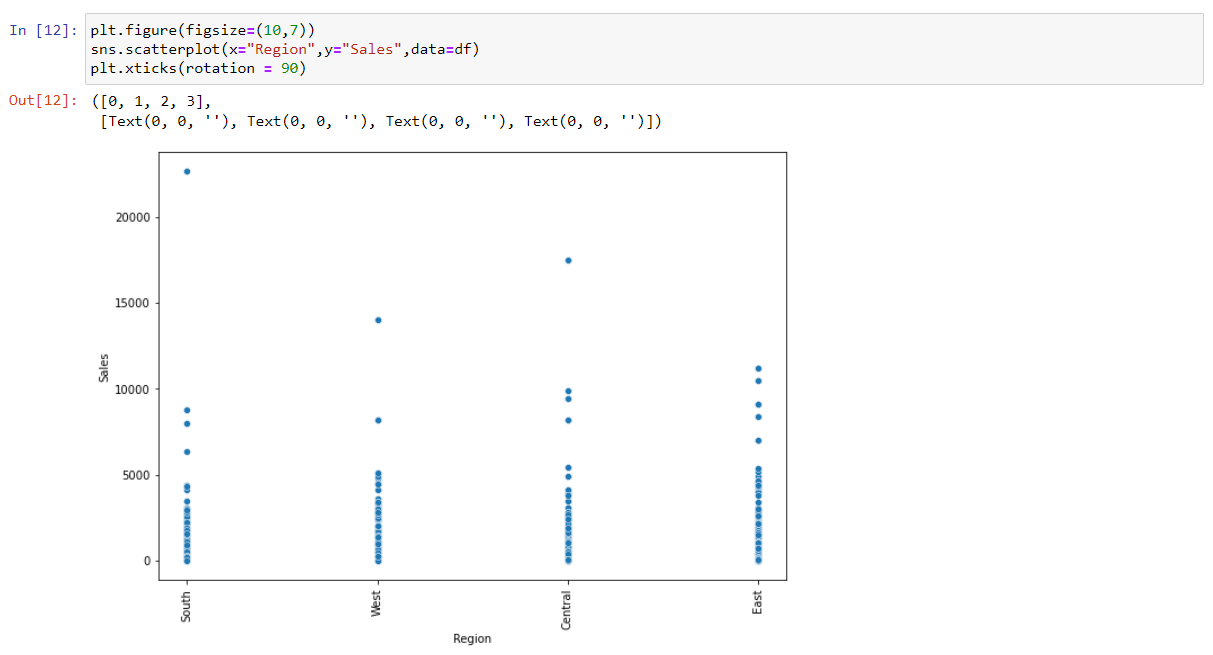 In [12]: plt.figure(figsize=(10,7))
sns.scatterplot(x="Region",y="Sales",data=df)
plt.xticks(rotation = 90)
Out[12]: ([0, 1, 2, 3],
[Text(0, 0, ''), Text(0, 0, ''), Text(0, 0, ''), Text(0, 0, '')])
20000
15000
Sales
10000
5000
0
South West Central East
Region